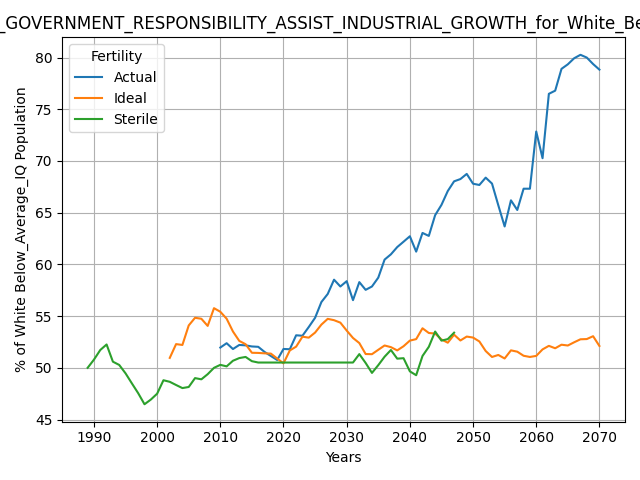 _GOVERNMENT_RESPONSIBILITY_ASSIST_INDUSTRIAL_GROWTH_for_White_Be
Fertility
Actual
Ideal
Sterile
% of White Below_Average_IQ Population
80
75
70
65
60
55
50
45
1990 2000 2010 2020 2030 2040 2050 2060 2070
Years